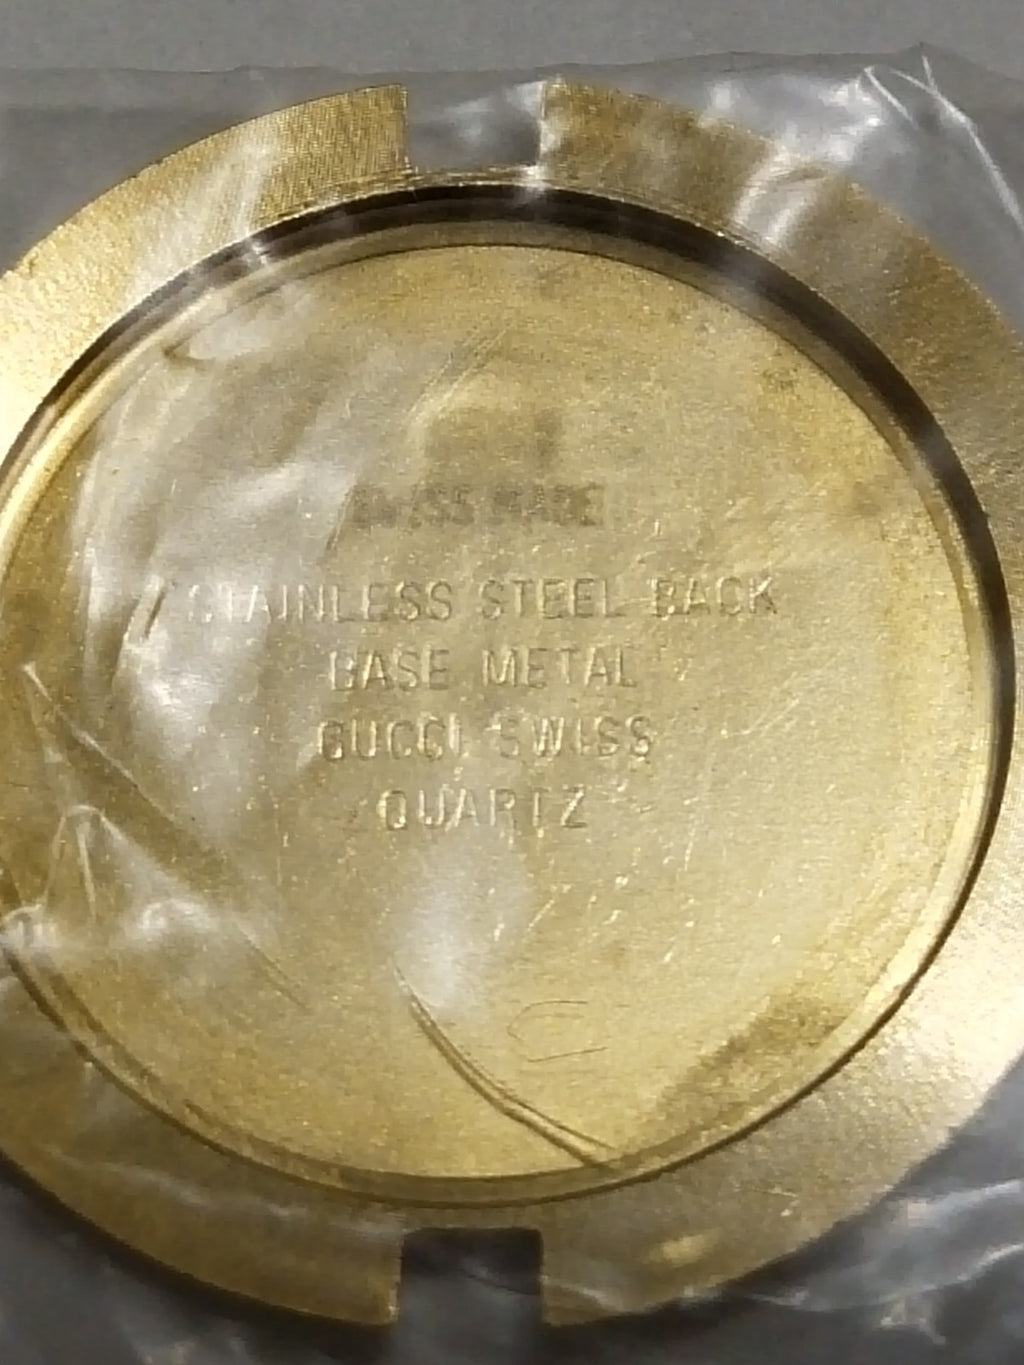 SWISS MADE
STAINLESS STEEL BACK
BASE METAL
GUCCI SWISS
QUARTZ